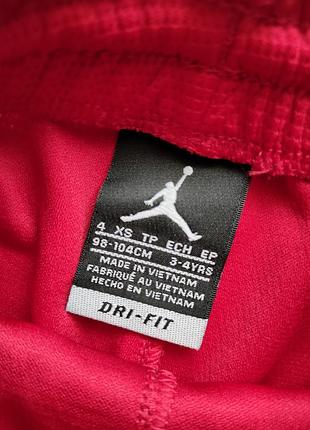 4 XS TP ECH EP
98-104CM 3-4YRS
MADE IN VIETNAM
FABRIQUÉ AU VIETNAM
HECHO EN VIETNAM
DRI-FIT